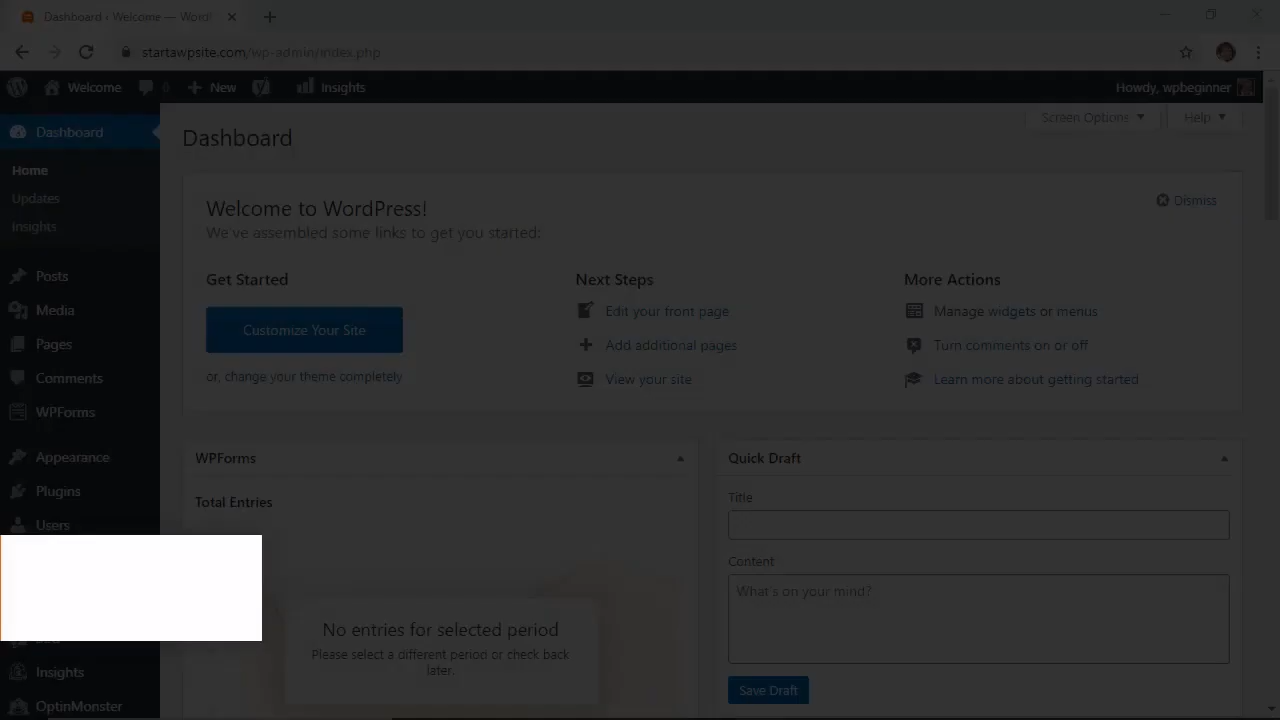 Dashboard ‹ Welcome — Word
startawpsite.com/wp-admin/index.php
Welcome 0 New Insights Howdy, wpbeginner
Dashboard
Home
Updates
Insights
Posts
Media
Pages
Comments
WPForms
Appearance
Plugins
Users
Insights
OptinMonster
Dashboard
Screen Options Help
Welcome to WordPress!
We've assembled some links to get you started:
Dismiss
Get Started
Customize Your Site
or, change your theme completely
Next Steps
Edit your front page
Add additional pages
View your site
More Actions
Manage widgets or menus
Turn comments on or off
Learn more about getting started
WPForms
Total Entries
No entries for selected period
Please select a different period or check back
later.
Quick Draft
Title
Content
What's on your mind?
Save Draft